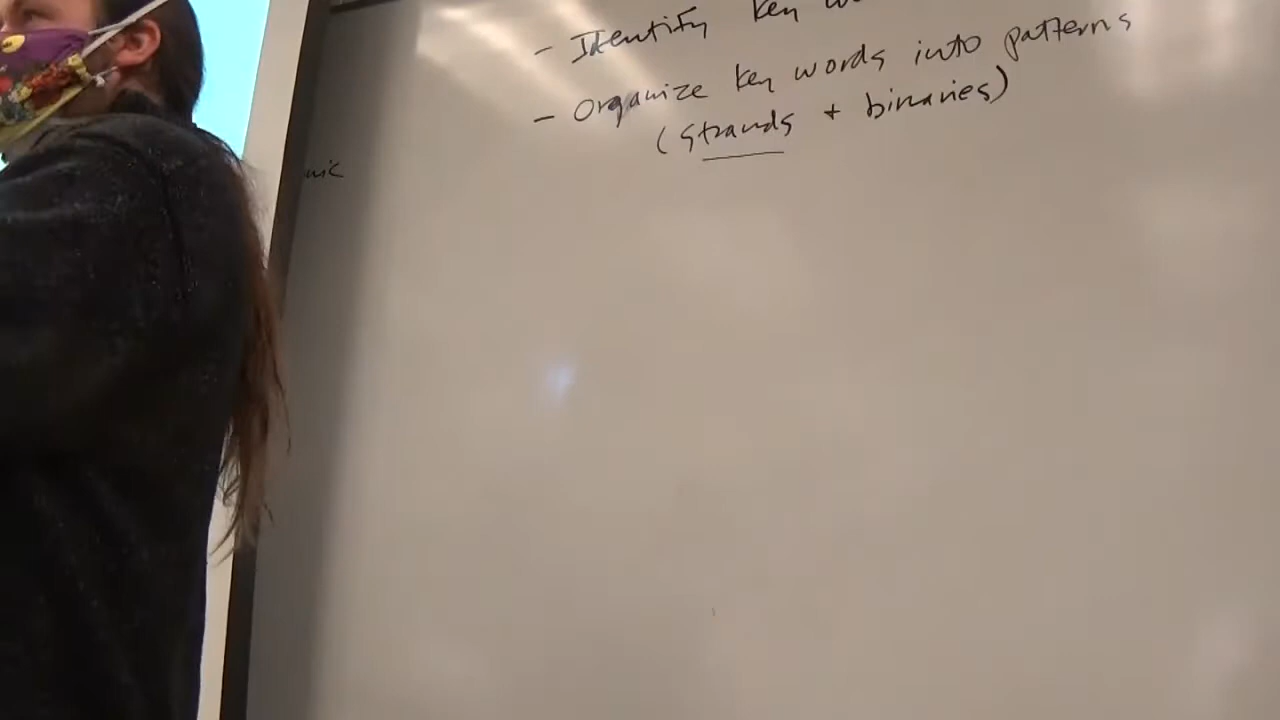 - Identify key
- Organize key words into patterns
(strands + binaries)